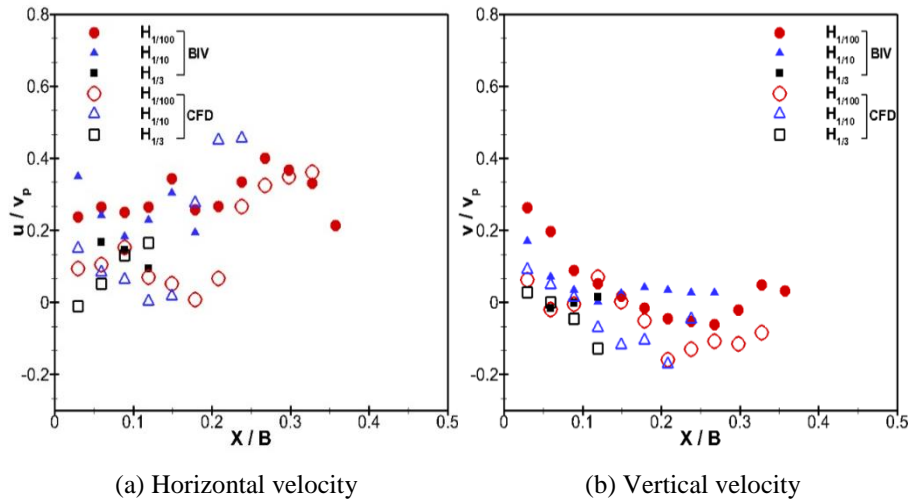 0.8
0.6
0.4
0.2
0
-0.2
u / v_p
H_1/100
H_1/10
H_1/3
BIV
H_1/100
H_1/10
H_1/3
CFD
0 0.1 0.2 0.3 0.4 0.5
X / B
(a) Horizontal velocity
0.8
0.6
0.4
0.2
0
-0.2
v / v_p
H_1/100
H_1/10
H_1/3
BIV
H_1/100
H_1/10
H_1/3
CFD
0 0.1 0.2 0.3 0.4 0.5
X / B
(b) Vertical velocity